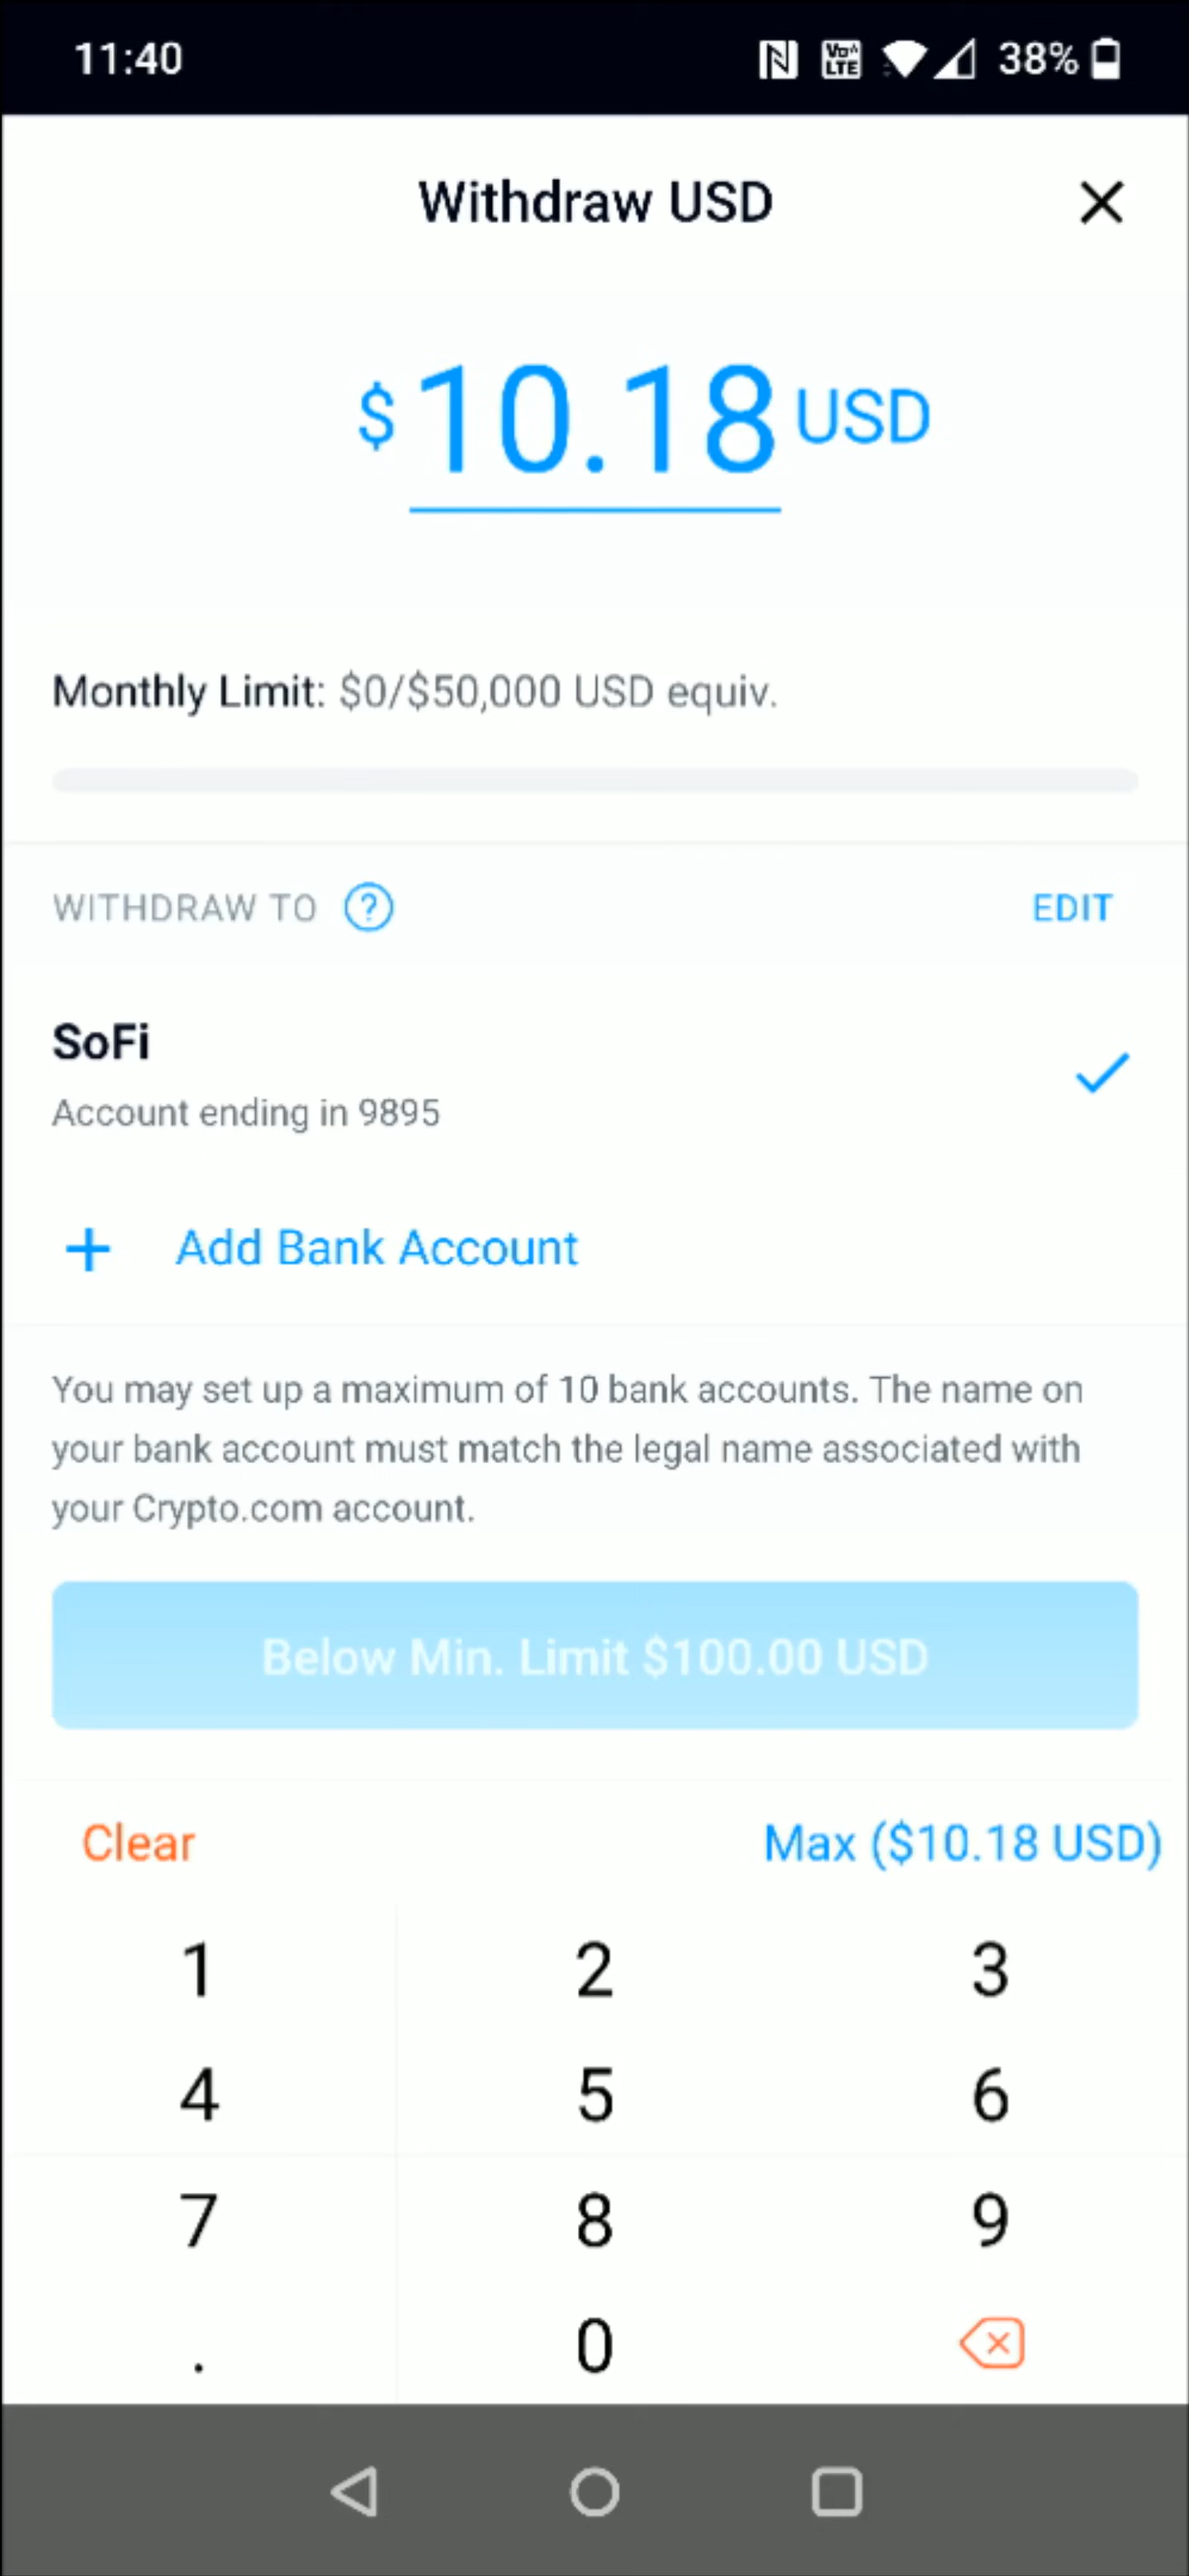 11:40
Vo LTE 38%
Withdraw USD
$10.18 USD
Monthly Limit: $0/$50,000 USD equiv.
WITHDRAW TO ? EDIT
SoFi
Account ending in 9895
+ Add Bank Account
You may set up a maximum of 10 bank accounts. The name on
your bank account must match the legal name associated with
your Crypto.com account.
Below Min. Limit $100.00 USD
Clear Max ($10.18 USD)
1 2 3
4 5 6
7 8 9
. 0